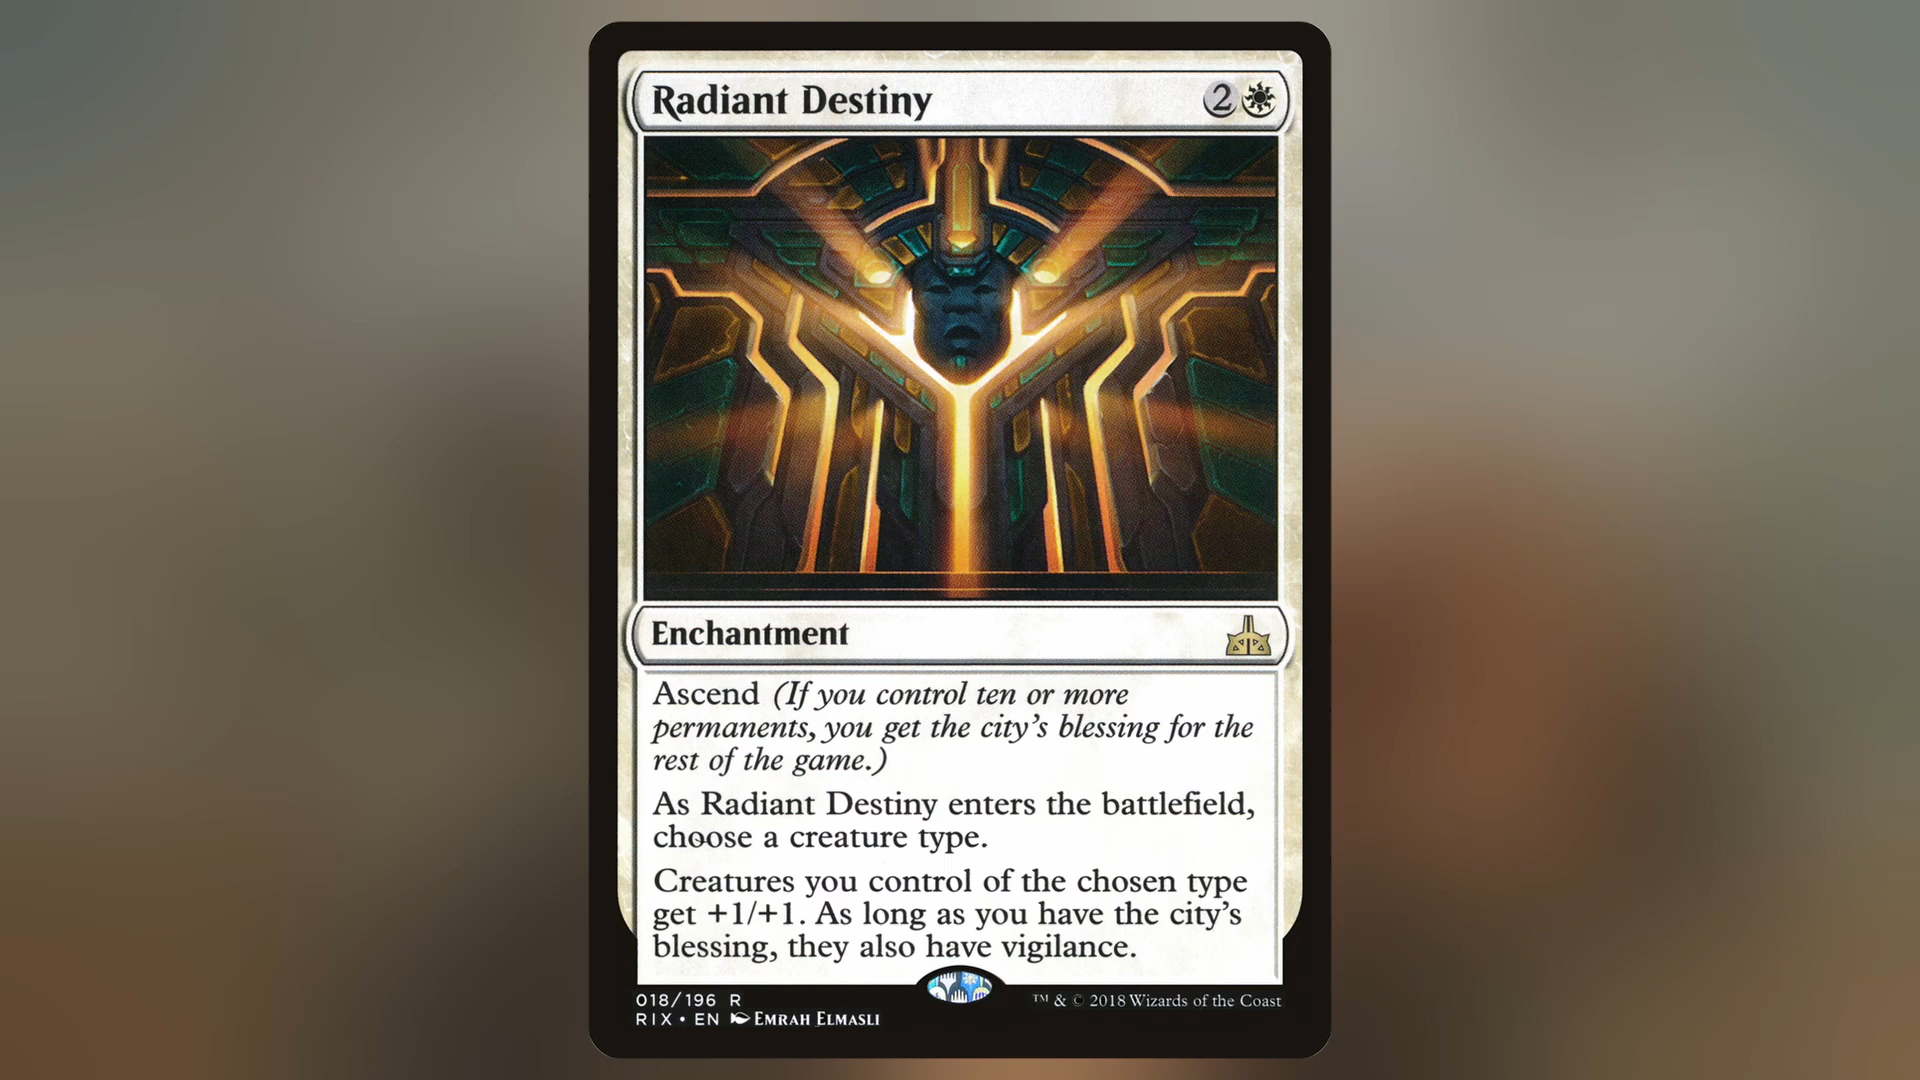 Radiant Destiny 2
Enchantment
Ascend (If you control ten or more
permanents, you get the city's blessing for the
rest of the game.)
As Radiant Destiny enters the battlefield,
choose a creature type.
Creatures you control of the chosen type
get +1/+1. As long as you have the city's
blessing, they also have vigilance.
018/196 R
RIX • EN Emrah Elmasli
™ & © 2018 Wizards of the Coast